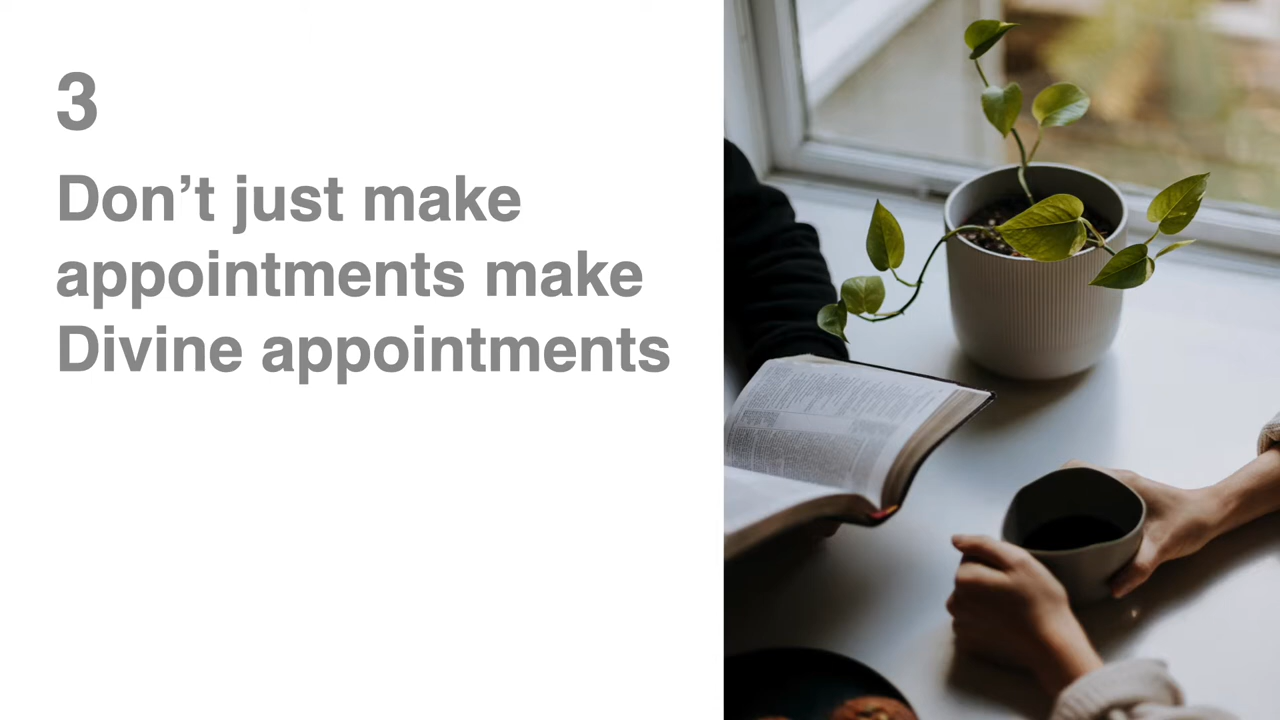 3
Don’t just make
appointments make
Divine appointments